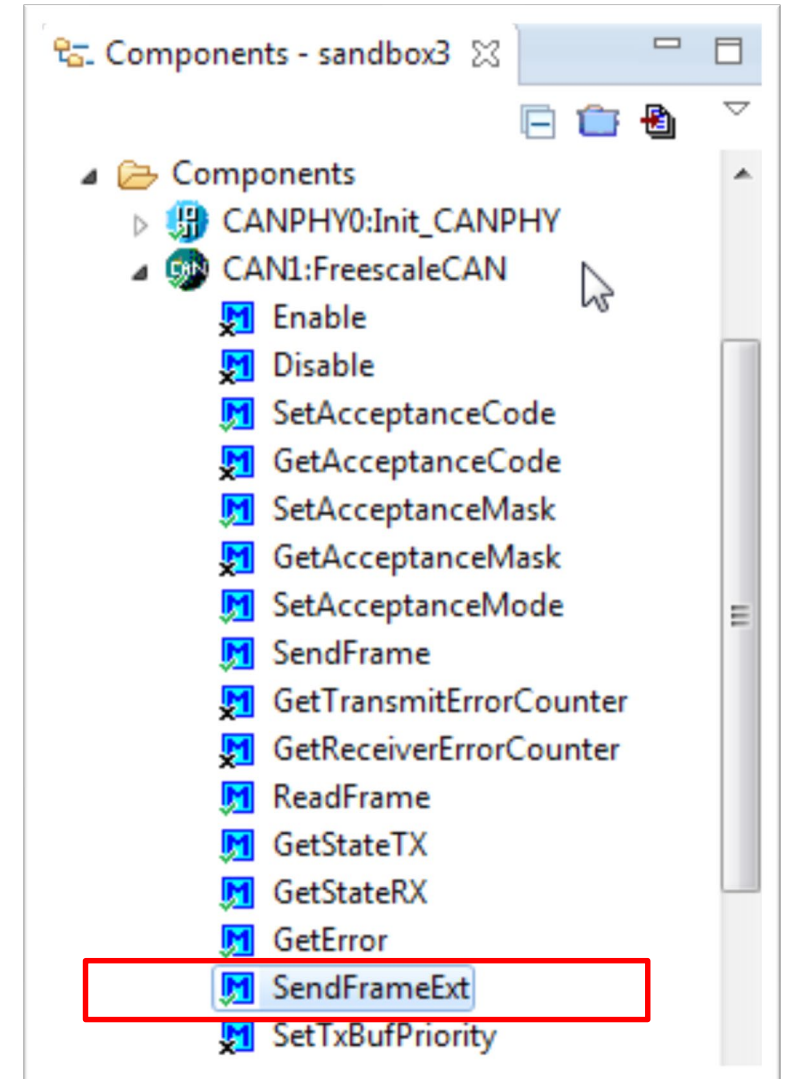 Components - sandbox3
Components
CANPHY0:Init_CANPHY
CAN1:FreescaleCAN
Enable
Disable
SetAcceptanceCode
GetAcceptanceCode
SetAcceptanceMask
GetAcceptanceMask
SetAcceptanceMode
SendFrame
GetTransmitErrorCounter
GetReceiverErrorCounter
ReadFrame
GetStateTX
GetStateRX
GetError
SendFrameExt
SetTxBufPriority